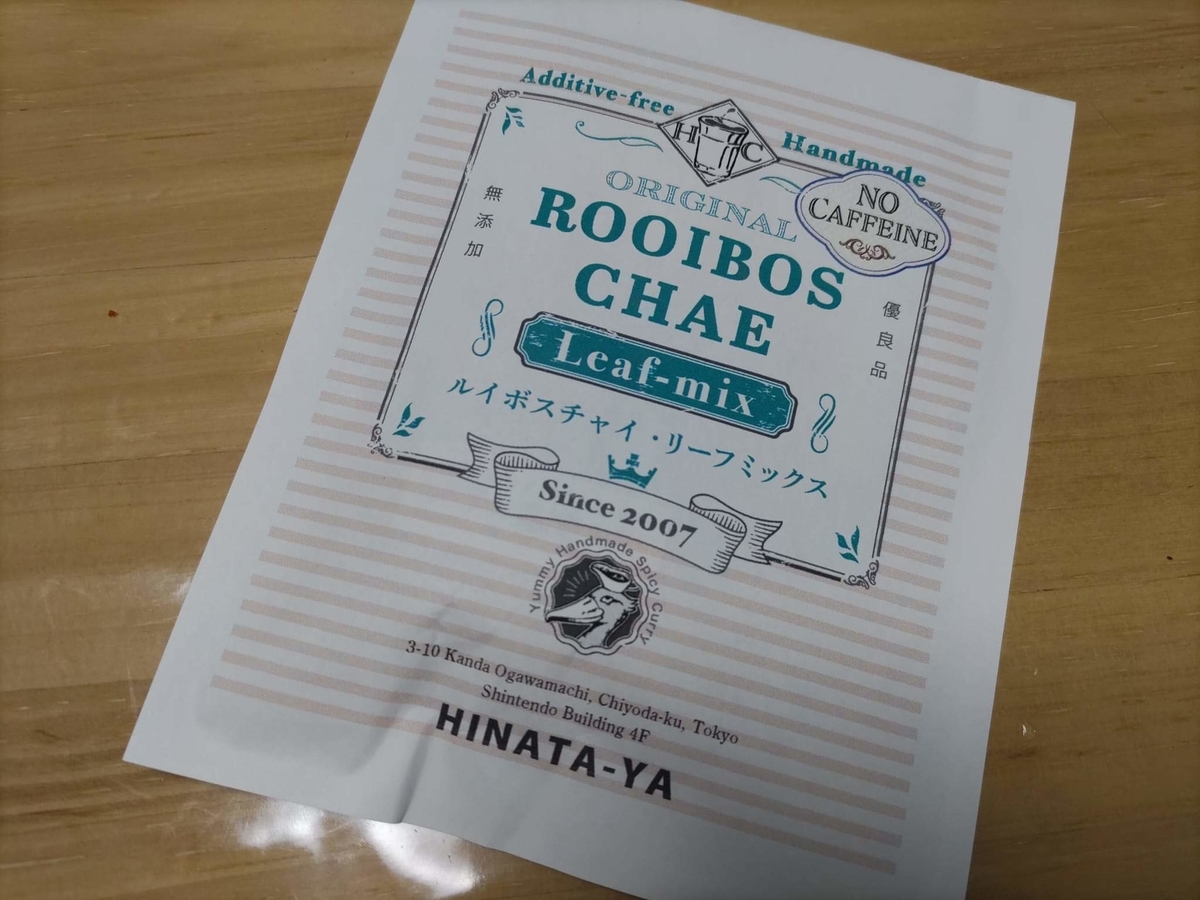 Additive-free
H C
Handmade
NO
CAFFEINE
ORIGINAL
ROOIBOS
CHAE
無添加
優良品
Leaf-mix
ルイボスチャイ・リーフミックス
Since 2007
Yummy Handmade Spicy Curry
3-10 Kanda Ogawamachi, Chiyoda-ku, Tokyo
Shintendo Building 4F
HINATA-YA